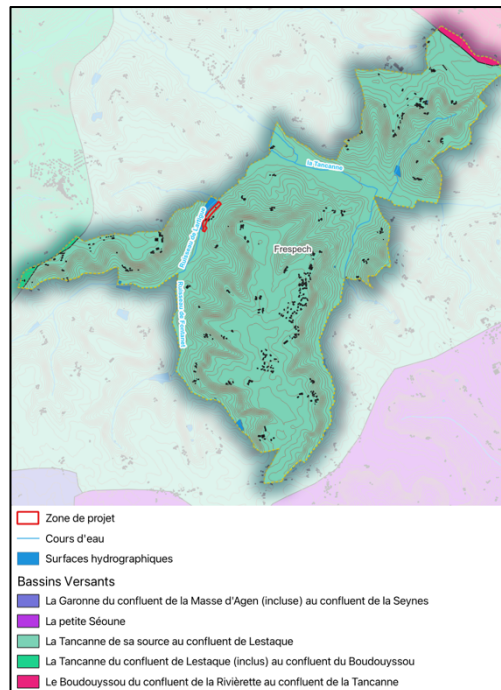 la Tancanne
Frespech
Zone de projet
Cours d'eau
Surfaces hydrographiques
Bassins Versants
La Garonne du confluent de la Masse d'Agen (incluse) au confluent de la Seynes
La petite Séoune
La Tancanne de sa source au confluent de Lestaque
La Tancanne du confluent de Lestaque (inclus) au confluent du Boudouyssou
Le Boudouyssou du confluent de la Rivièrette au confluent de la Tancanne